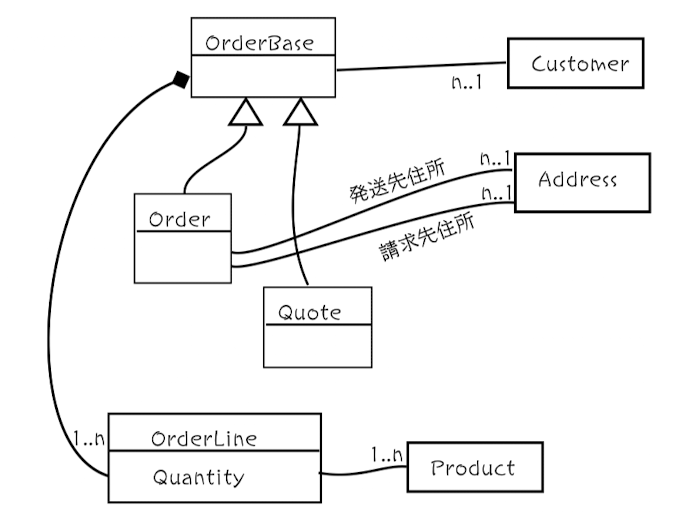 OrderBase
Customer
n..1
発送先住所
n..1
Address
n..1
請求先住所
Order
Quote
1..n
OrderLine
Quantity
1..n
Product